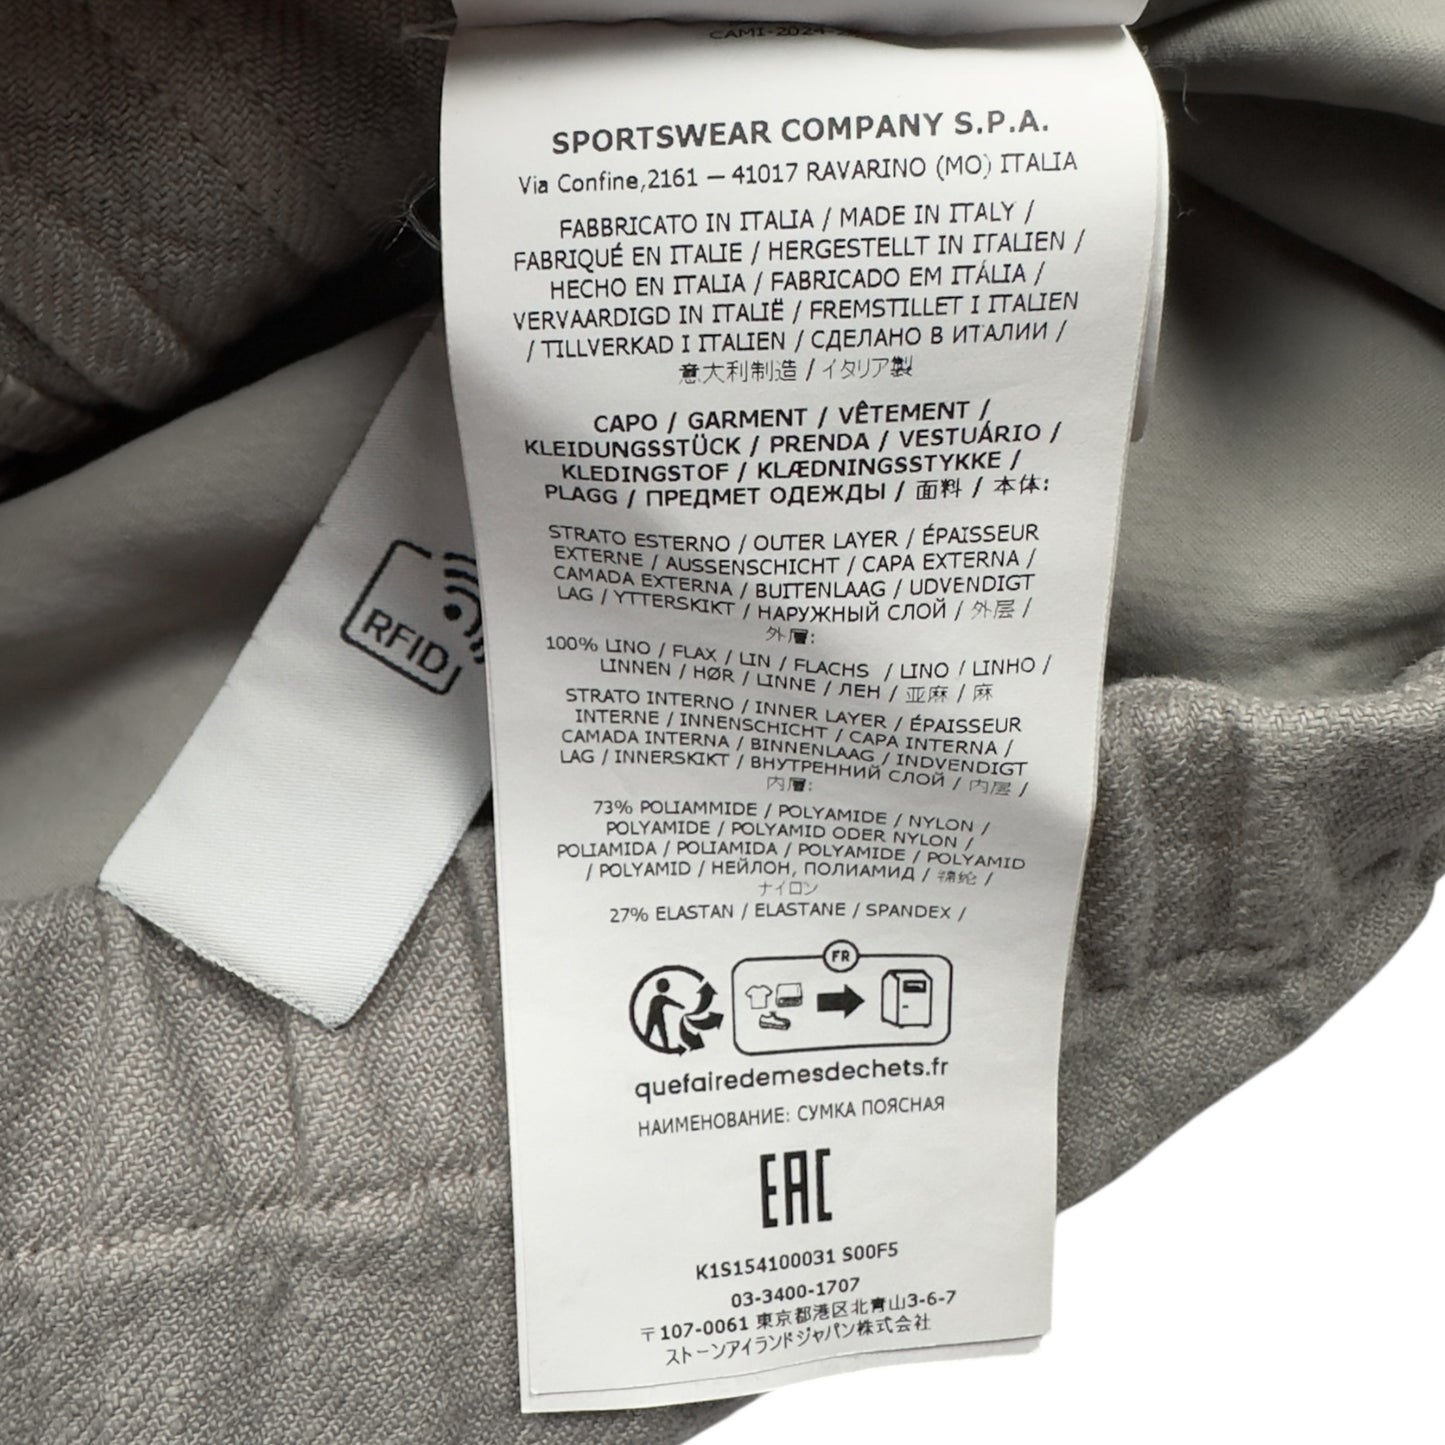 CAMI-2024-
SPORTSWEAR COMPANY S.P.A.
Via Confine,2161 – 41017 RAVARINO (MO) ITALIA
FABBRICATO IN ITALIA / MADE IN ITALY /
FABRIQUÉ EN ITALIE / HERGESTELLT IN ITALIEN /
HECHO EN ITALIA / FABRICADO EM ITÁLIA /
VERVAARDIGD IN ITALIË / FREMSTILLET I ITALIEN
/ TILLVERKAD I ITALIEN / СДЕЛАНО В ИТАЛИИ /
意大利制造 / イタリア製
CAPO / GARMENT / VÊTEMENT /
KLEIDUNGSSTÜCK / PRENDA / VESTUÁRIO /
KLEDINGSTOF / KLÆDNINGSSTYKKE /
PLAGG / ПРЕДМЕТ ОДЕЖДЫ / 面料 / 本体:
STRATO ESTERNO / OUTER LAYER / ÉPAISSEUR
EXTERNE / AUSSENSCHICHT / CAPA EXTERNA /
CAMADA EXTERNA / BUITENLAAG / UDVENDIGT
LAG / YTTERSKIKT / НАРУЖНЫЙ СЛОЙ / 外层 /
外層:
100% LINO / FLAX / LIN / FLACHS / LINO / LINHO /
LINNEN / HØR / LINNE / ЛЕН / 亚麻 / 麻
STRATO INTERNO / INNER LAYER / ÉPAISSEUR
INTERNE / INNENSCHICHT / CAPA INTERNA /
CAMADA INTERNA / BINNENLAAG / INDVENDIGT
LAG / INNERSKIKT / ВНУТРЕННИЙ СЛОЙ / 内层 /
内層:
73% POLIAMMIDE / POLYAMIDE / NYLON /
POLYAMIDE / POLYAMID ODER NYLON /
POLIAMIDA / POLIAMIDA / POLYAMIDE / POLYAMID
/ POLYAMID / НЕЙЛОН, ПОЛИАМИД / 锦纶 /
ナイロン
27% ELASTAN / ELASTANE / SPANDEX /
FR
quefairedemesdechets.fr
НАИМЕНОВАНИЕ: СУМКА ПОЯСНАЯ
EAC
K1S154100031 S00F5
03-3400-1707
〒107-0061 東京都港区北青山3-6-7
ストーンアイランドジャパン株式会社
RFID